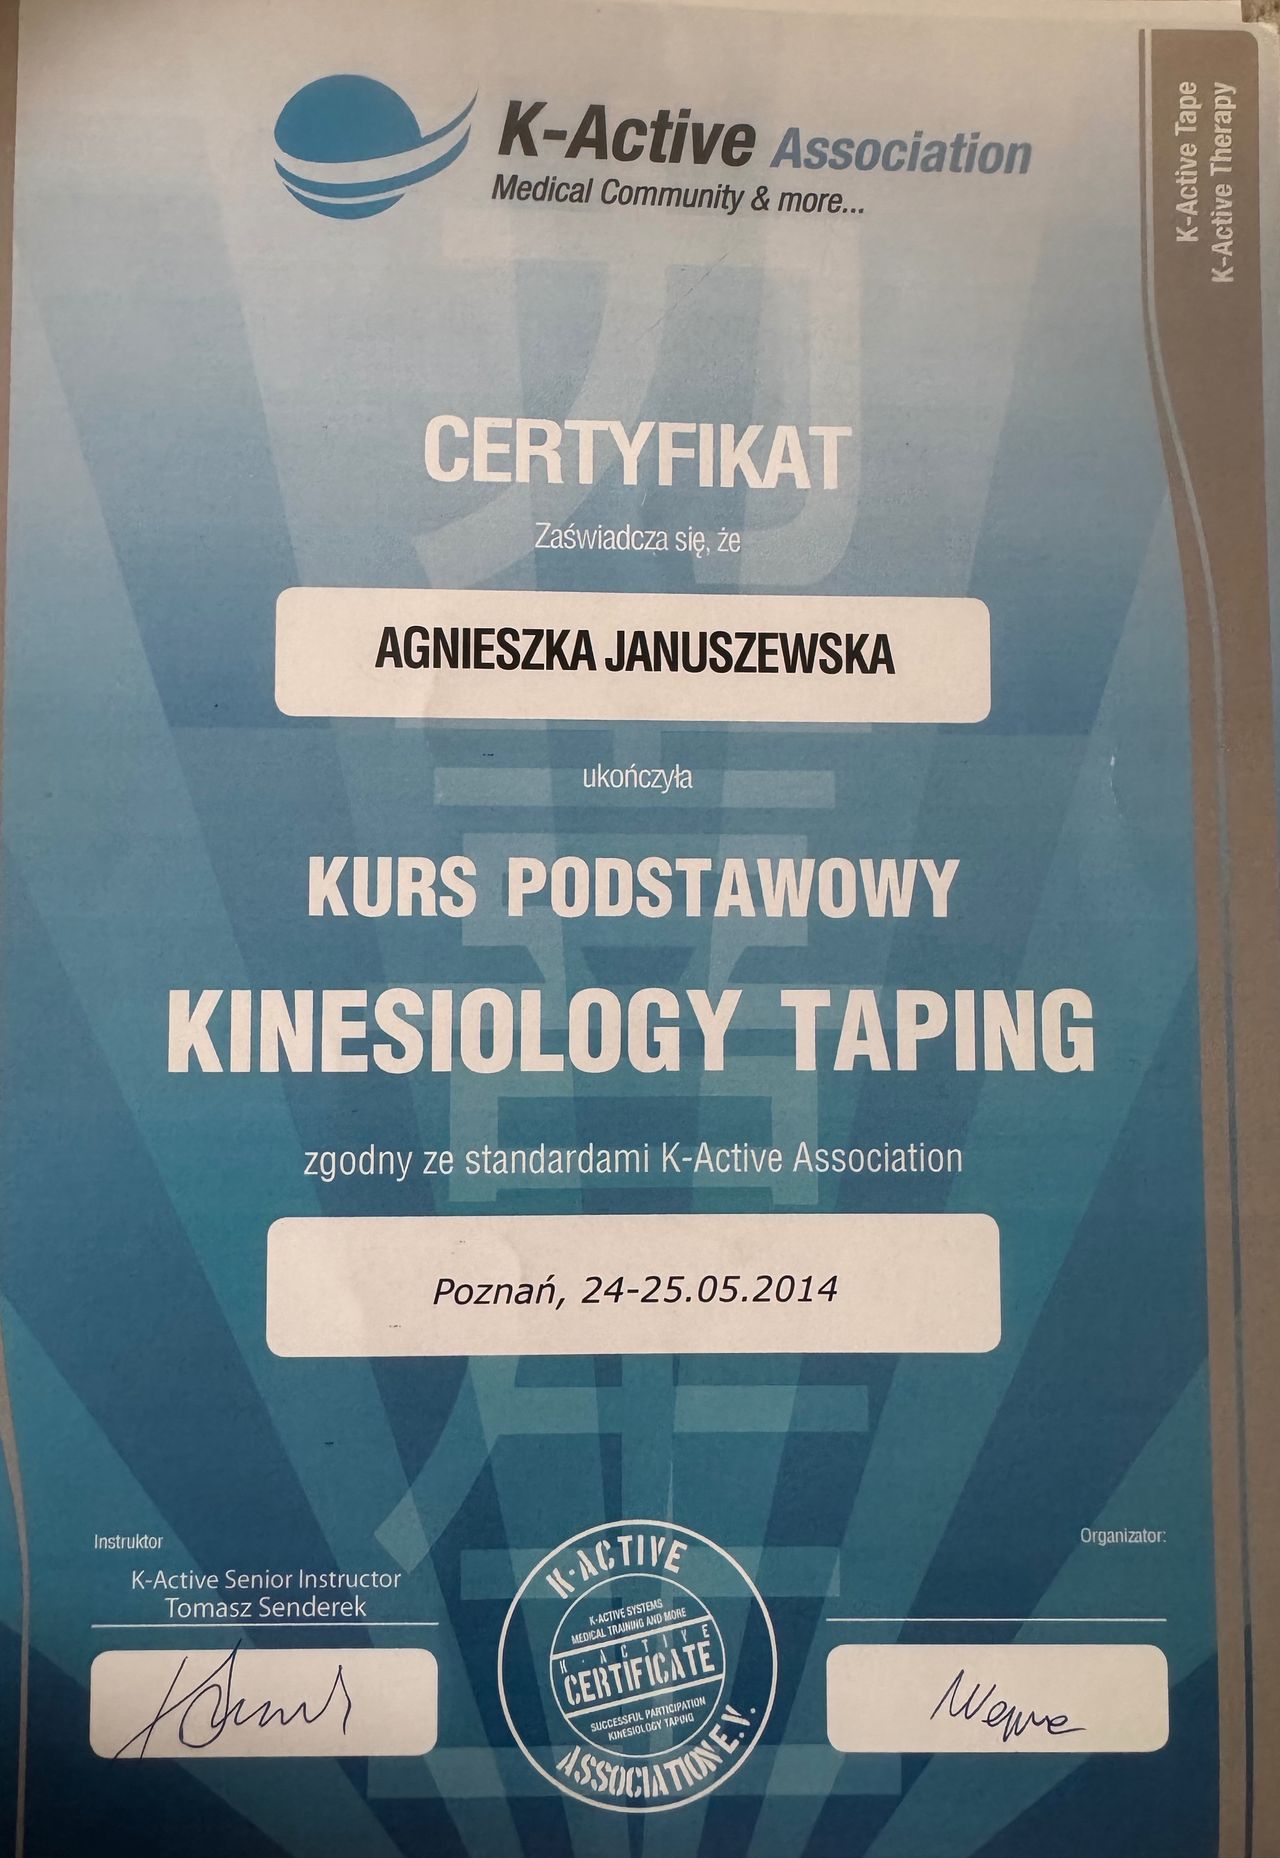 K-Active Association
Medical Community & more...
K-Active Tape
K-Active Therapy
CERTYFIKAT
Zaświadcza się, że
AGNIESZKA JANUSZEWSKA
ukończyła
KURS PODSTAWOWY
KINESIOLOGY TAPING
zgodny ze standardami K-Active Association
Poznań, 24-25.05.2014
Instruktor
K-Active Senior Instructor
Tomasz Senderek
Organizator:
K-ACTIVE
K-ACTIVE SYSTEMS
MEDICAL TRAINING AND MORE
K-ACTIVE
CERTIFICATE
SUCCESSFUL PARTICIPATION
KINESIOLOGY TAPING
ASSOCIATION E.V.